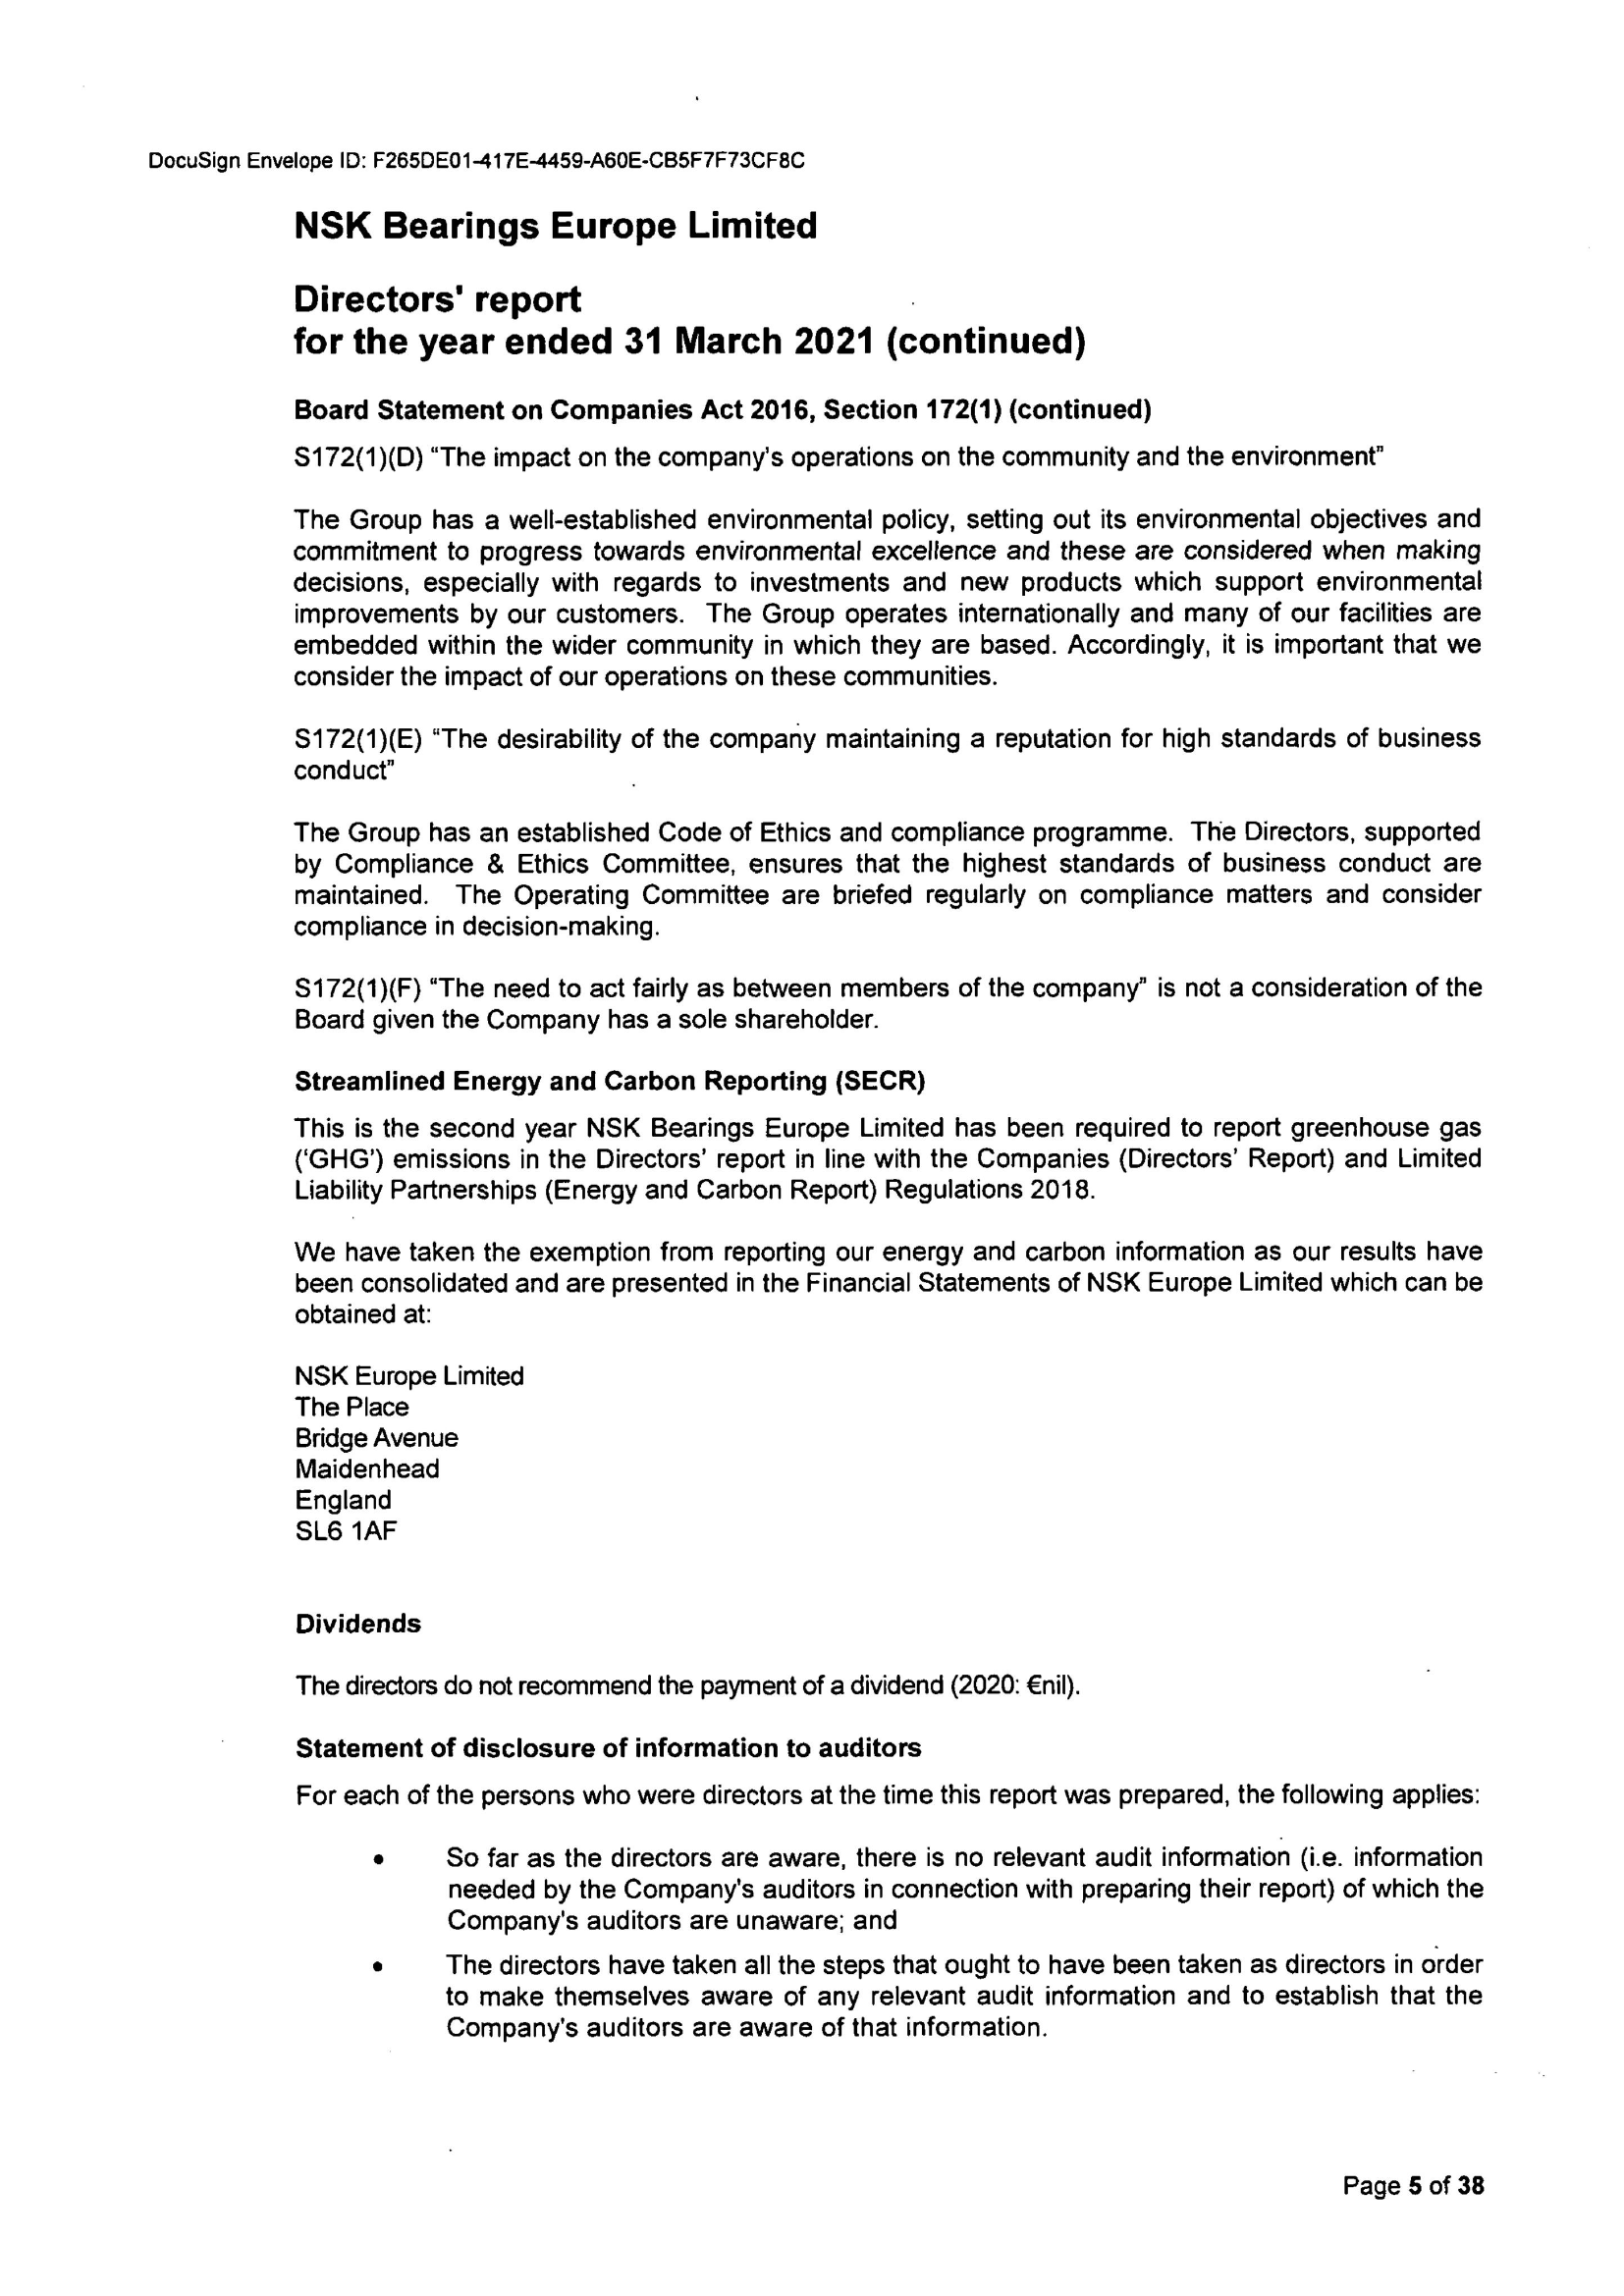 DocuSign Envelope ID: F265DE01-417E-4459-A60E-CB5F7F73CF8C
NSK Bearings Europe Limited
Directors' report
for the year ended 31 March 2021 (continued)
Board Statement on Companies Act 2016, Section 172(1) (continued)
S172(1)(D) “The impact on the company's operations on the community and the environment”
The Group has a well-established environmental policy, setting out its environmental objectives and
commitment to progress towards environmental excellence and these are considered when making
decisions, especially with regards to investments and new products which support environmental
improvements by our customers. The Group operates internationally and many of our facilities are
embedded within the wider community in which they are based. Accordingly, it is important that we
consider the impact of our operations on these communities.
S172(1)(E) “The desirability of the company maintaining a reputation for high standards of business
conduct”
The Group has an established Code of Ethics and compliance programme. The Directors, supported
by Compliance & Ethics Committee, ensures that the highest standards of business conduct are
maintained. The Operating Committee are briefed regularly on compliance matters and consider
compliance in decision-making.
S172(1)(F) “The need to act fairly as between members of the company” is not a consideration of the
Board given the Company has a sole shareholder.
Streamlined Energy and Carbon Reporting (SECR)
This is the second year NSK Bearings Europe Limited has been required to report greenhouse gas
(‘GHG’) emissions in the Directors’ report in line with the Companies (Directors’ Report) and Limited
Liability Partnerships (Energy and Carbon Report) Regulations 2018.
We have taken the exemption from reporting our energy and carbon information as our results have
been consolidated and are presented in the Financial Statements of NSK Europe Limited which can be
obtained at:
NSK Europe Limited
The Place
Bridge Avenue
Maidenhead
England
SL6 1AF
Dividends
The directors do not recommend the payment of a dividend (2020: €nil).
Statement of disclosure of information to auditors
For each of the persons who were directors at the time this report was prepared, the following applies:
• So far as the directors are aware, there is no relevant audit information (i.e. information
needed by the Company's auditors in connection with preparing their report) of which the
Company's auditors are unaware; and
• The directors have taken all the steps that ought to have been taken as directors in order
to make themselves aware of any relevant audit information and to establish that the
Company's auditors are aware of that information.
Page 5 of 38